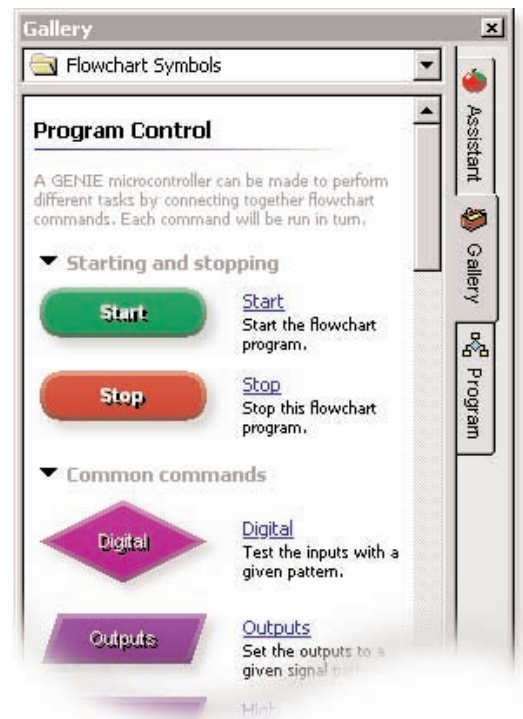 Gallery
Flowchart Symbols
Program Control
A GENIE microcontroller can be made to perform
different tasks by connecting together flowchart
commands. Each command will be run in turn.
Starting and stopping
Start
Start
Start the flowchart
program.
Stop
Stop
Stop this flowchart
program.
Common commands
Digital
Digital
Test the inputs with a
given pattern.
Outputs
Outputs
Set the outputs to a
given signal
High
Assistant
Gallery
Program